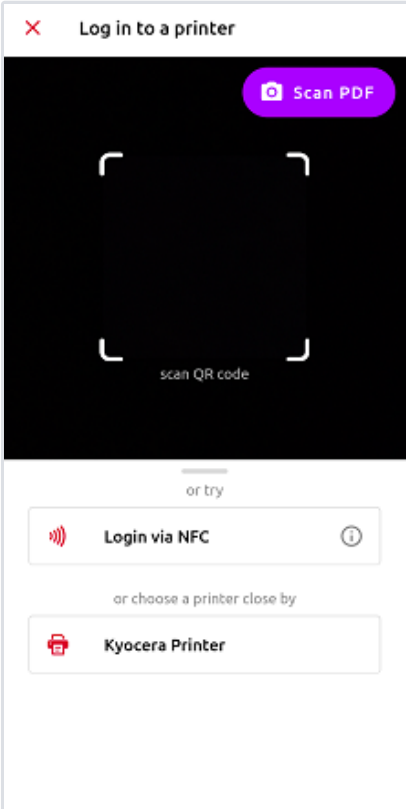 Log in to a printer
Scan PDF
scan QR code
or try
Login via NFC
or choose a printer close by
Kyocera Printer